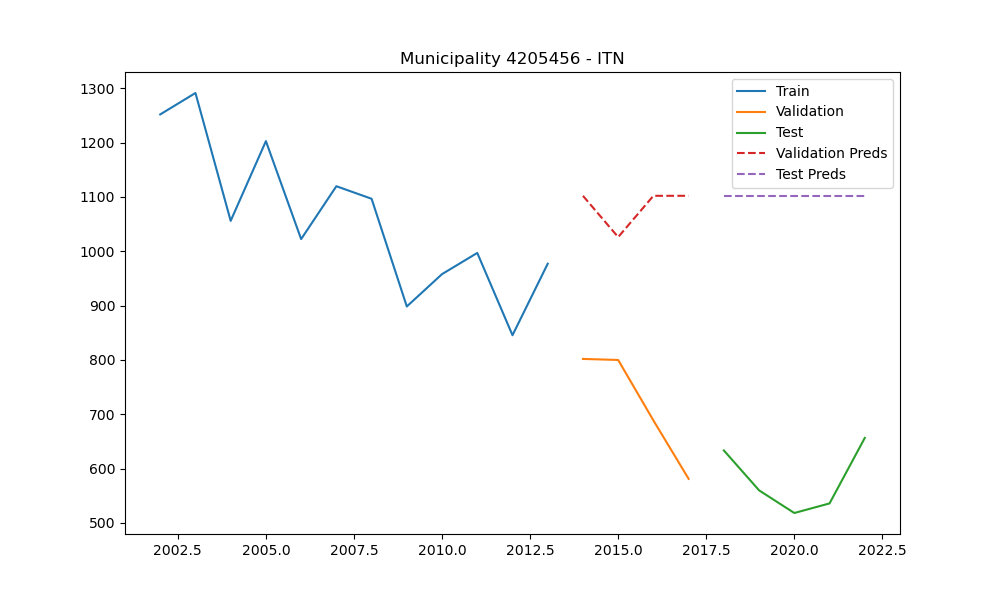 Municipality 4205456 - ITN
1300
1200
1100
1000
900
800
700
600
500
Train
Validation
Test
Validation Preds
Test Preds
2002.5 2005.0 2007.5 2010.0 2012.5 2015.0 2017.5 2020.0 2022.5